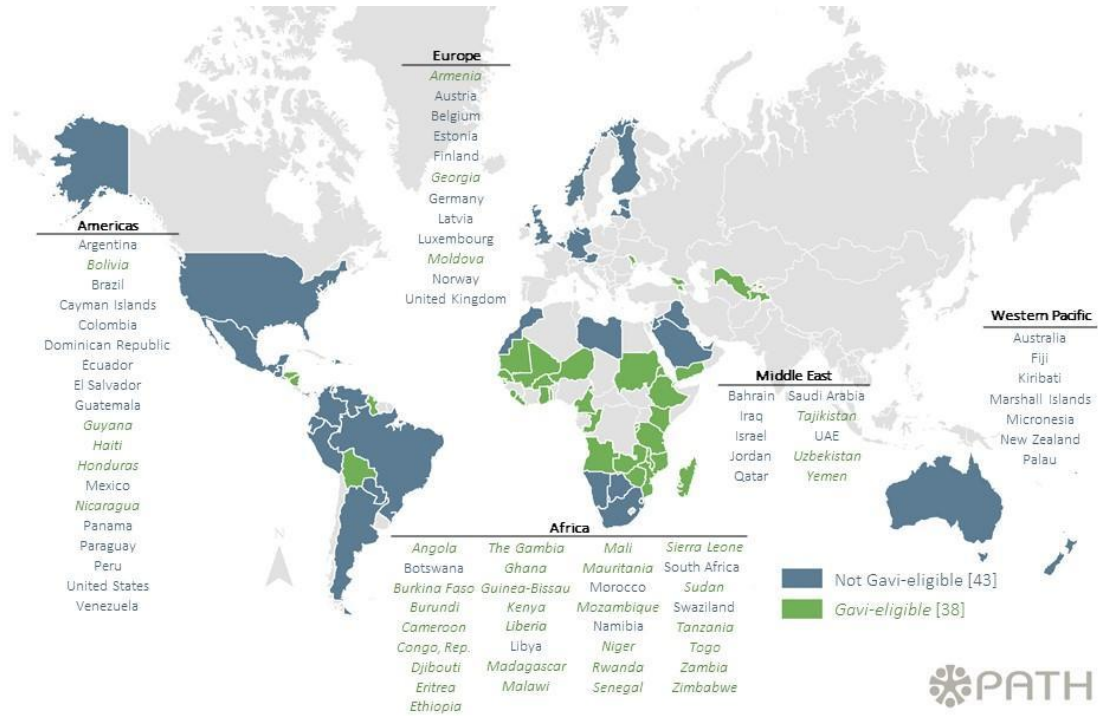 Europe
Armenia
Austria
Belgium
Estonia
Finland
Georgia
Germany
Latvia
Luxembourg
Moldova
Norway
United Kingdom
Americas
Argentina
Bolivia
Brazil
Cayman Islands
Colombia
Dominican Republic
Ecuador
El Salvador
Guatemala
Guyana
Haiti
Honduras
Mexico
Nicaragua
Panama
Paraguay
Peru
United States
Venezuela
Western Pacific
Australia
Fiji
Kiribati
Marshall Islands
Micronesia
New Zealand
Palau
Middle East
Bahrain Saudi Arabia
Iraq Tajikistan
Israel UAE
Jordan Uzbekistan
Qatar Yemen
N
Africa
Angola The Gambia Mali Sierra Leone
Botswana Ghana Mauritania South Africa
Burkina Faso Guinea-Bissau Morocco Sudan
Burundi Kenya Mozambique Swaziland
Cameroon Liberia Namibia Tanzania
Congo, Rep. Libya Niger Togo
Djibouti Madagascar Rwanda Zambia
Eritrea Malawi Senegal Zimbabwe
Ethiopia
Not Gavi-eligible [43]
Gavi-eligible [38]
PATH